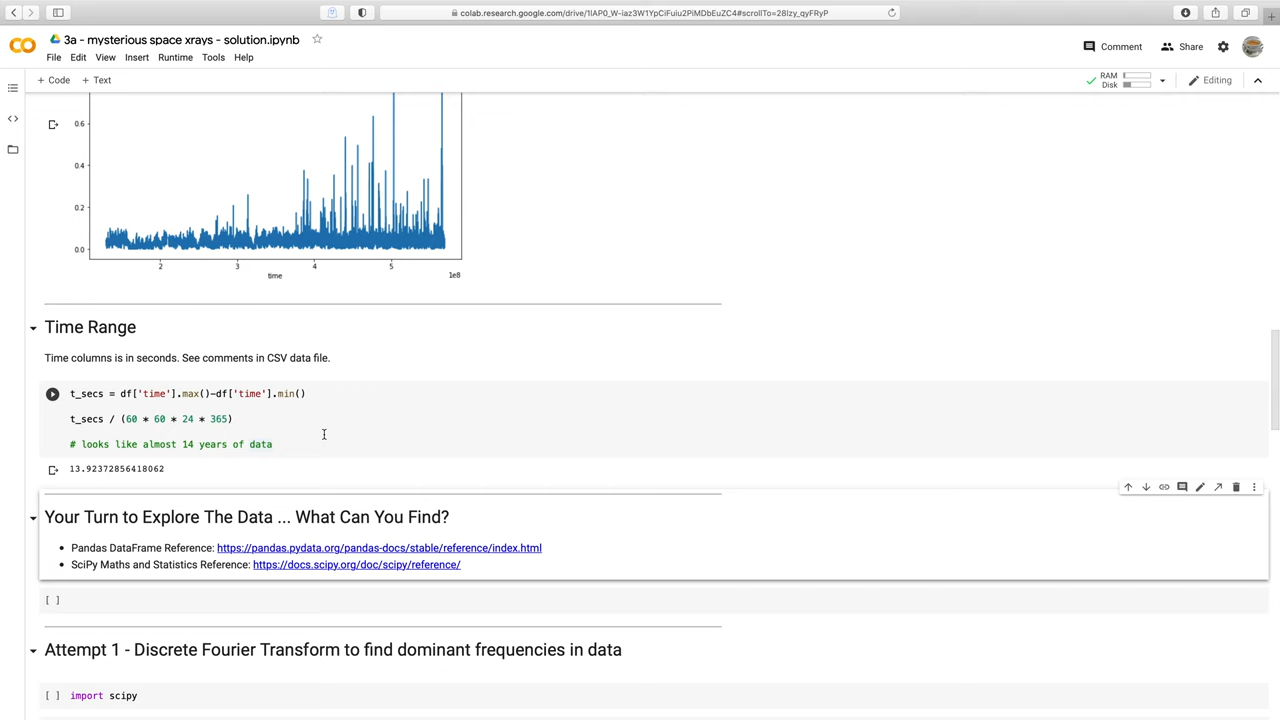 colab.research.google.com/drive/1lAP0_W-iaz3W1YpCiFuiu2PiMDbEuZC4#scrollTo=28lzy_qyFRyP
3a - mysterious space xrays - solution.ipynb
Comment
Share
File Edit View Insert Runtime Tools Help
+ Code + Text
RAM
Disk
Editing
0.6
0.4
0.2
0.0
2 3 4 5
time
1e8
Time Range
Time columns is in seconds. See comments in CSV data file.
t_secs = df['time'].max()-df['time'].min()
t_secs / (60 * 60 * 24 * 365)
# looks like almost 14 years of data
13.92372856418062
Your Turn to Explore The Data ... What Can You Find?
• Pandas DataFrame Reference: https://pandas.pydata.org/pandas-docs/stable/reference/index.html
• SciPy Maths and Statistics Reference: https://docs.scipy.org/doc/scipy/reference/
[ ]
Attempt 1 - Discrete Fourier Transform to find dominant frequencies in data
[ ] import scipy